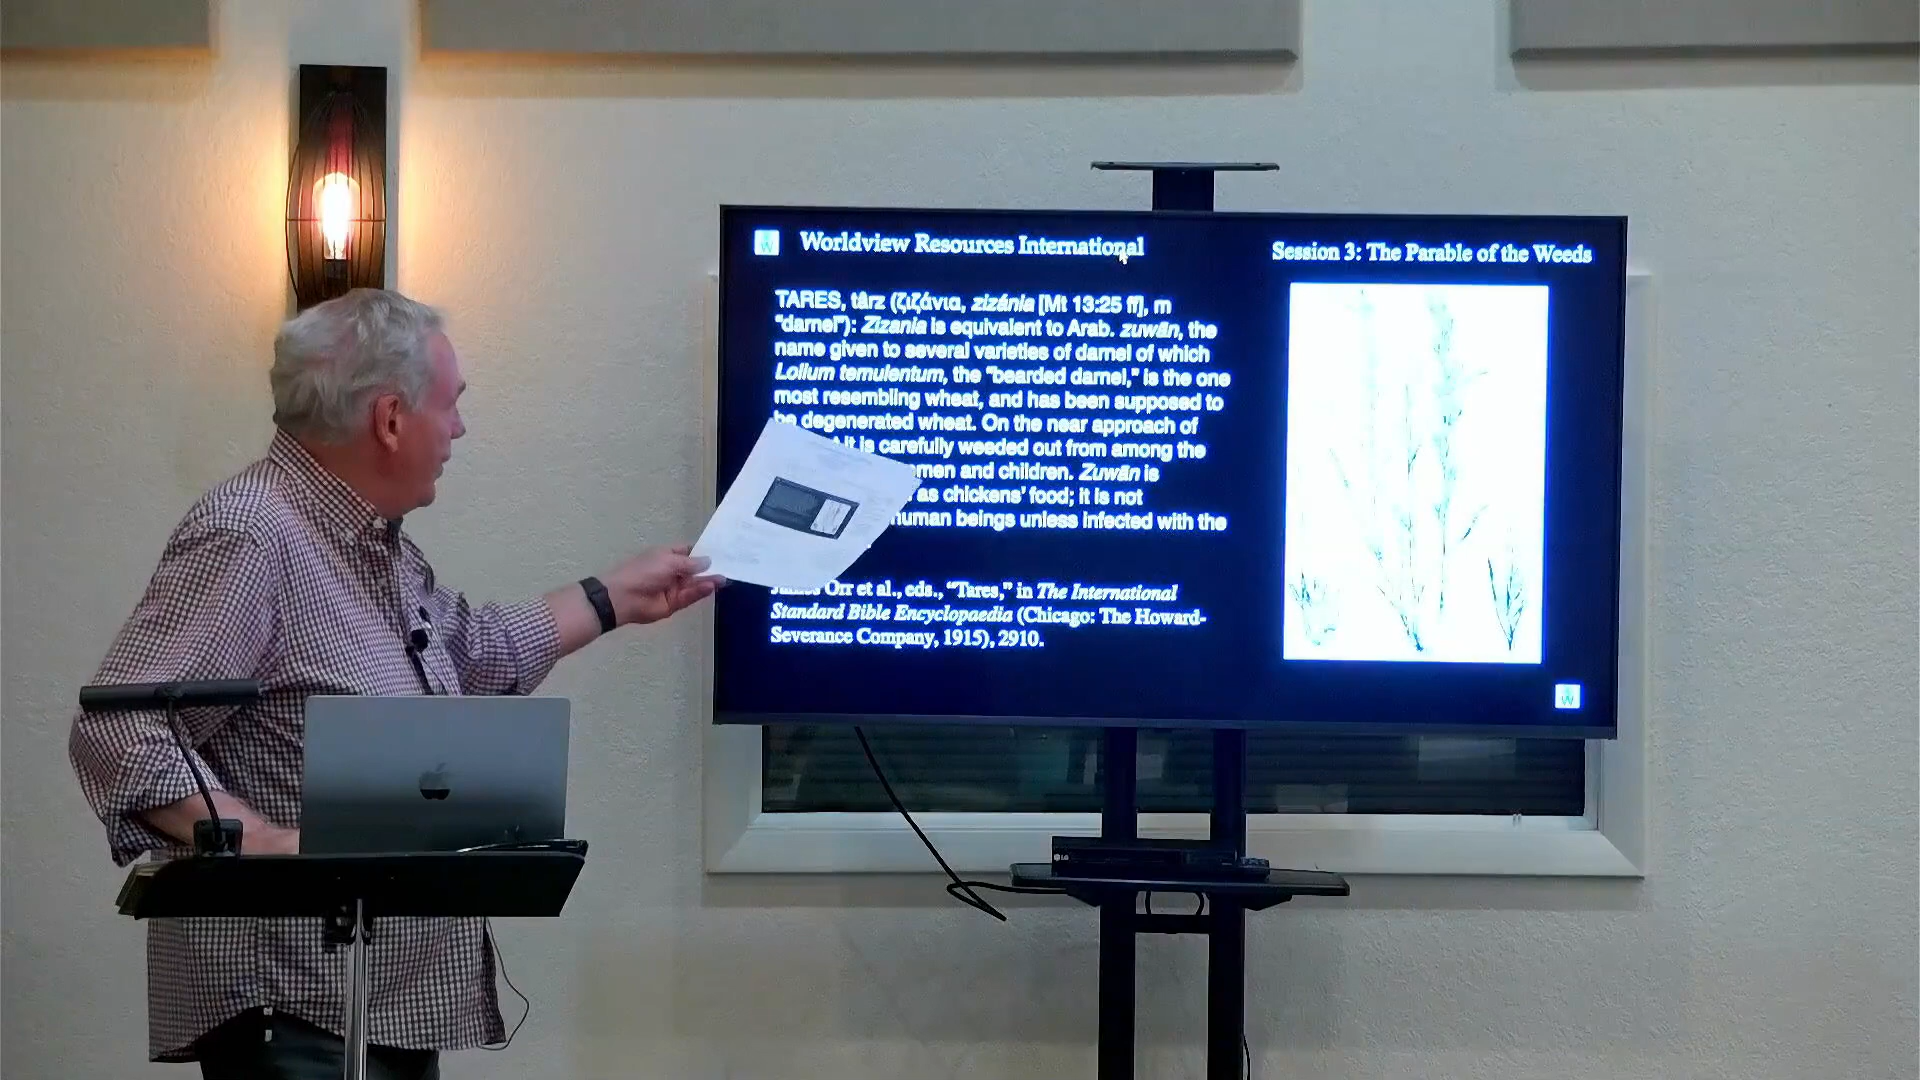 Worldview Resources International
Session 3: The Parable of the Weeds
TARES, târz (ζιζάνια, zizánia [Mt 13:25 ff], m
“darnel”): Zizania is equivalent to Arab. zuwân, the
name given to several varieties of darnel of which
Lolium temulentum, the “bearded darnel,” is the one
most resembling wheat, and has been supposed to
be degenerated wheat. On the near approach of
it is carefully weeded out from among the
and children. Zuwân is
as chickens’ food; it is not
human beings unless infected with the
Orr et al., eds., “Tares,” in The International
Standard Bible Encyclopaedia (Chicago: The Howard-
Severance Company, 1915), 2910.
W
W
LG